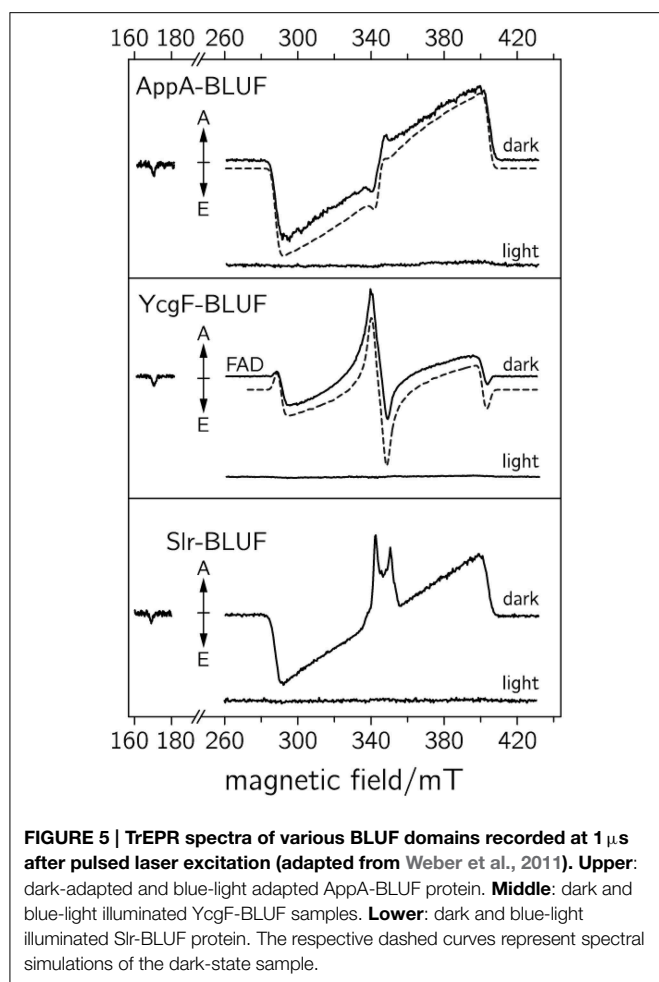 160 180 300 340 380 420
AppA-BLUF
A
dark
E
light
YcgF-BLUF
A
FAD
dark
E
light
Slr-BLUF
A
dark
E
light
160 180 260 300 340 380 420
magnetic field/mT
FIGURE 5 | TrEPR spectra of various BLUF domains recorded at 1 μs
after pulsed laser excitation (adapted from Weber et al., 2011). Upper:
dark-adapted and blue-light adapted AppA-BLUF protein. Middle: dark and
blue-light illuminated YcgF-BLUF samples. Lower: dark and blue-light
illuminated Slr-BLUF protein. The respective dashed curves represent spectral
simulations of the dark-state sample.